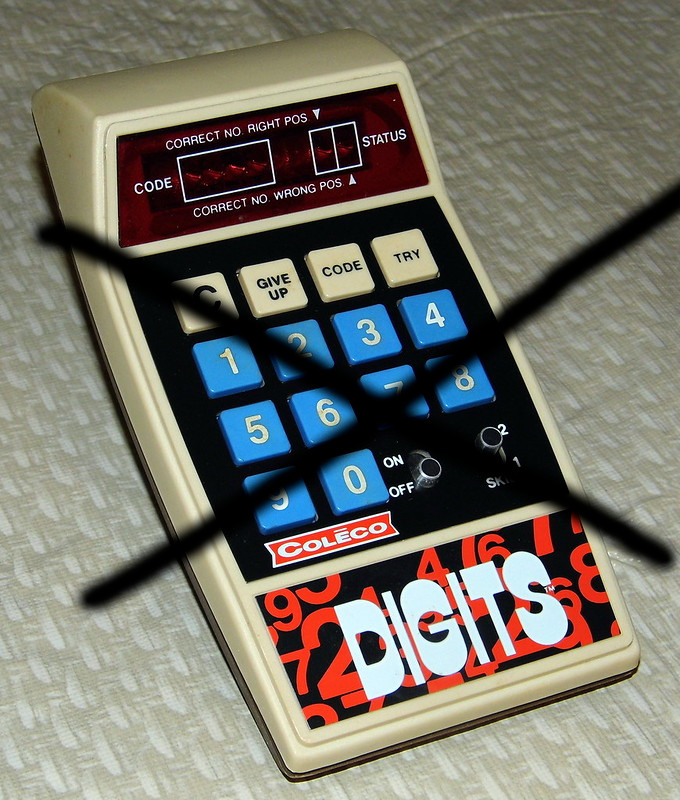 CORRECT NO. RIGHT POS ▼
CODE
STATUS
CORRECT NO. WRONG POS ▲
C
GIVE UP
CODE
TRY
1 2 3 4
5 6 7 8
9 0
ON
OFF
2
1
COLECO
DIGITS™